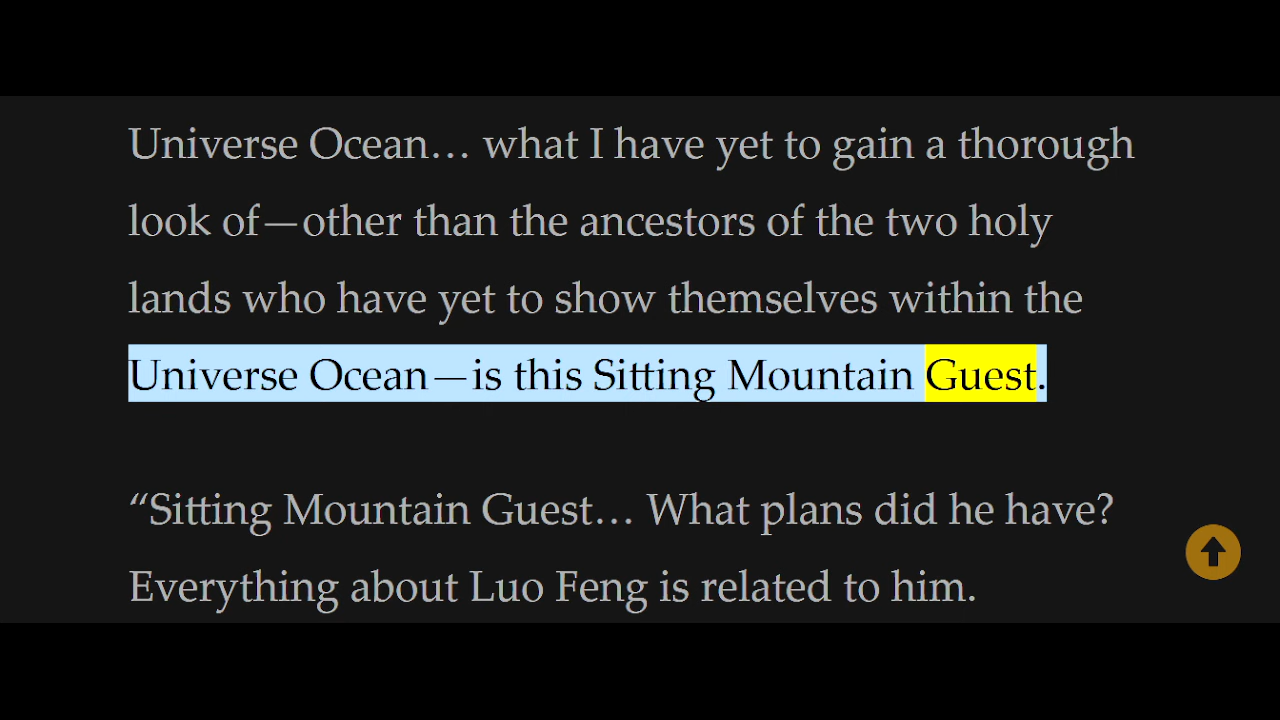 Universe Ocean… what I have yet to gain a thorough
look of—other than the ancestors of the two holy
lands who have yet to show themselves within the
Universe Ocean—is this Sitting Mountain Guest.
“Sitting Mountain Guest… What plans did he have?
Everything about Luo Feng is related to him.